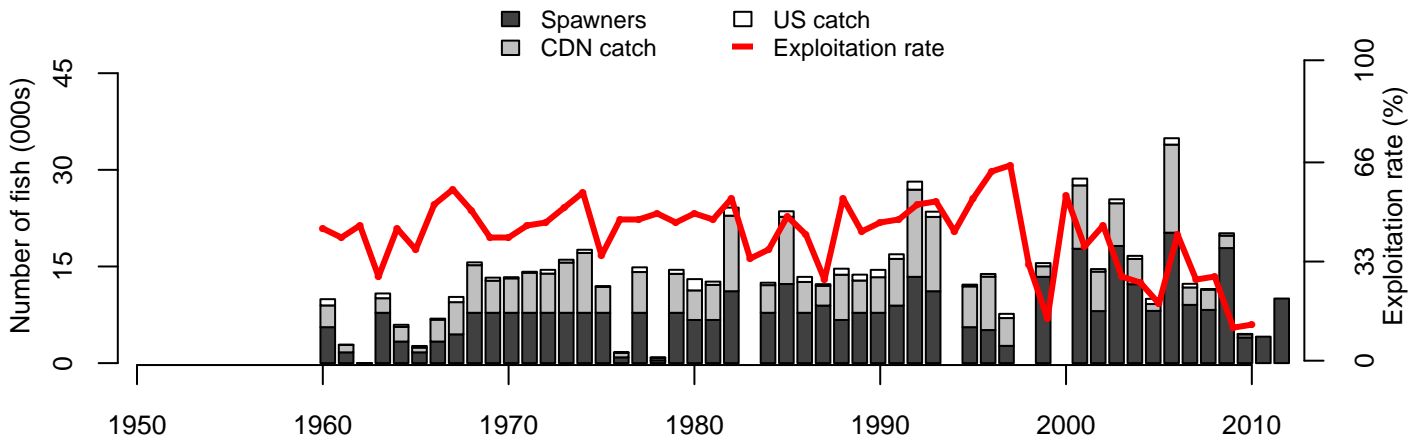 Spawners
US catch
CDN catch
Exploitation rate
Number of fish (000s)
45
30
15
0
100
66
33
0
Exploitation rate (%)
1950
1960
1970
1980
1990
2000
2010